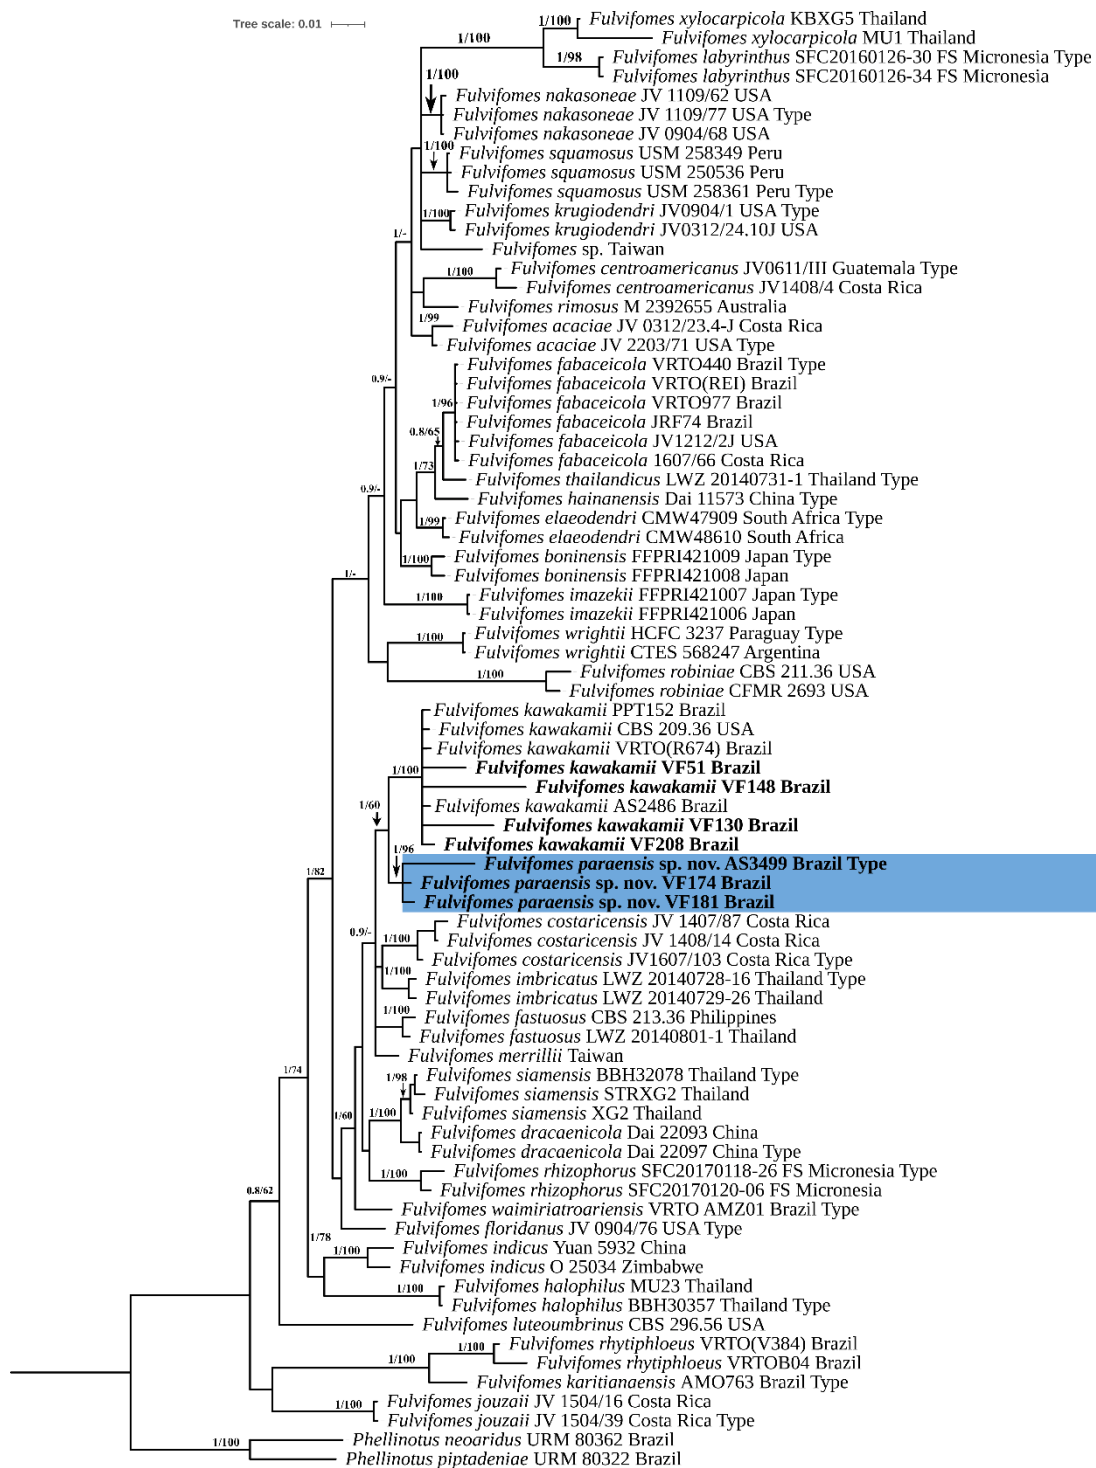 Tree scale: 0.01
1/100
Fulvifomes xylocarpicola KBXG5 Thailand
1/100
Fulvifomes xylocarpicola MU1 Thailand
1/98
Fulvifomes labyrinthus SFC20160126-30 FS Micronesia Type
Fulvifomes labyrinthus SFC20160126-34 FS Micronesia
1/100
Fulvifomes nakasoneae JV 1109/62 USA
Fulvifomes nakasoneae JV 1109/77 USA Type
Fulvifomes nakasoneae JV 0904/68 USA
1/100
Fulvifomes squamosus USM 258349 Peru
Fulvifomes squamosus USM 250536 Peru
Fulvifomes squamosus USM 258361 Peru Type
1/100
Fulvifomes krugiodendri JV0904/1 USA Type
Fulvifomes krugiodendri JV0312/24.10J USA
1/-
Fulvifomes sp. Taiwan
1/100
Fulvifomes centroamericanus JV0611/III Guatemala Type
Fulvifomes centroamericanus JV1408/4 Costa Rica
Fulvifomes rimosus M 2392655 Australia
1/99
Fulvifomes acaciae JV 0312/23.4-J Costa Rica
Fulvifomes acaciae JV 2203/71 USA Type
Fulvifomes fabaceicola VRTO440 Brazil Type
0.9/-
Fulvifomes fabaceicola VRTO(REI) Brazil
1/96
Fulvifomes fabaceicola VRTO977 Brazil
Fulvifomes fabaceicola JRF74 Brazil
0.8/65
Fulvifomes fabaceicola JV1212/2J USA
Fulvifomes fabaceicola 1607/66 Costa Rica
1/73
Fulvifomes thailandicus LWZ 20140731-1 Thailand Type
0.9/-
Fulvifomes hainanensis Dai 11573 China Type
1/99
Fulvifomes elaeodendri CMW47909 South Africa Type
Fulvifomes elaeodendri CMW48610 South Africa
1/100
Fulvifomes boninensis FFPRI421009 Japan Type
Fulvifomes boninensis FFPRI421008 Japan
1/-
1/100
Fulvifomes imazekii FFPRI421007 Japan Type
Fulvifomes imazekii FFPRI421006 Japan
1/100
Fulvifomes wrightii HCFC 3237 Paraguay Type
Fulvifomes wrightii CTES 568247 Argentina
1/100
Fulvifomes robiniae CBS 211.36 USA
Fulvifomes robiniae CFMR 2693 USA
Fulvifomes kawakamii PPT152 Brazil
Fulvifomes kawakamii CBS 209.36 USA
Fulvifomes kawakamii VRTO(R674) Brazil
1/100
Fulvifomes kawakamii VF51 Brazil
Fulvifomes kawakamii VF148 Brazil
1/60
Fulvifomes kawakamii AS2486 Brazil
Fulvifomes kawakamii VF130 Brazil
Fulvifomes kawakamii VF208 Brazil
1/96
Fulvifomes paraensis sp. nov. AS3499 Brazil Type
1/82
Fulvifomes paraensis sp. nov. VF174 Brazil
Fulvifomes paraensis sp. nov. VF181 Brazil
Fulvifomes costaricensis JV 1407/87 Costa Rica
0.9/-
1/100
Fulvifomes costaricensis JV 1408/14 Costa Rica
Fulvifomes costaricensis JV1607/103 Costa Rica Type
1/100
Fulvifomes imbricatus LWZ 20140728-16 Thailand Type
Fulvifomes imbricatus LWZ 20140729-26 Thailand
1/100
Fulvifomes fastuosus CBS 213.36 Philippines
Fulvifomes fastuosus LWZ 20140801-1 Thailand
Fulvifomes merrillii Taiwan
1/74
1/98
Fulvifomes siamensis BBH32078 Thailand Type
Fulvifomes siamensis STRXG2 Thailand
1/60
1/100
Fulvifomes siamensis XG2 Thailand
Fulvifomes dracaenicola Dai 22093 China
Fulvifomes dracaenicola Dai 22097 China Type
1/100
Fulvifomes rhizophorus SFC20170118-26 FS Micronesia Type
0.8/62
Fulvifomes rhizophorus SFC20170120-06 FS Micronesia
Fulvifomes waimiriatroariensis VRTO AMZ01 Brazil Type
Fulvifomes floridanus JV 0904/76 USA Type
1/78
1/100
Fulvifomes indicus Yuan 5932 China
Fulvifomes indicus O 25034 Zimbabwe
1/100
Fulvifomes halophilus MU23 Thailand
Fulvifomes halophilus BBH30357 Thailand Type
Fulvifomes luteoumbrinus CBS 296.56 USA
1/100
Fulvifomes rhytiphloeus VRTO(V384) Brazil
1/100
Fulvifomes rhytiphloeus VRTOB04 Brazil
Fulvifomes karitianaensis AMO763 Brazil Type
1/100
Fulvifomes jouzaii JV 1504/16 Costa Rica
Fulvifomes jouzaii JV 1504/39 Costa Rica Type
1/100
Phellinotus neoaridus URM 80362 Brazil
Phellinotus piptadeniae URM 80322 Brazil